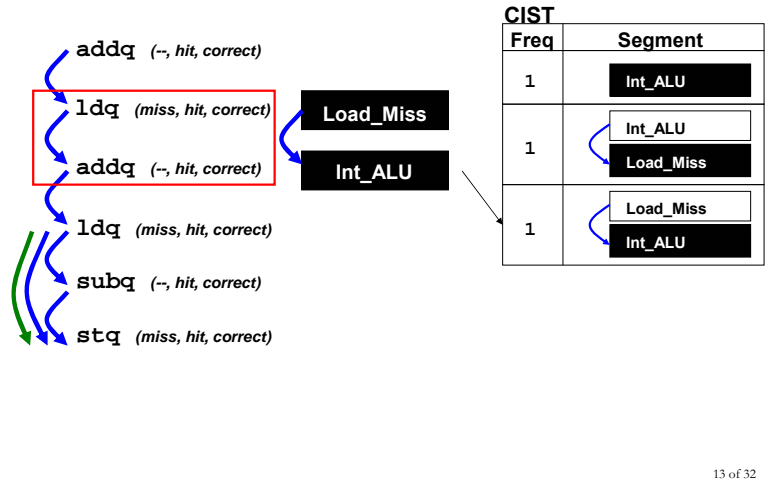 addq (--, hit, correct)
ldq (miss, hit, correct)
addq (--, hit, correct)
ldq (miss, hit, correct)
subq (--, hit, correct)
stq (miss, hit, correct)
Load_Miss
Int_ALU
CIST
Freq Segment
1 Int_ALU
1 Int_ALU
Load_Miss
1 Load_Miss
Int_ALU
13 of 32